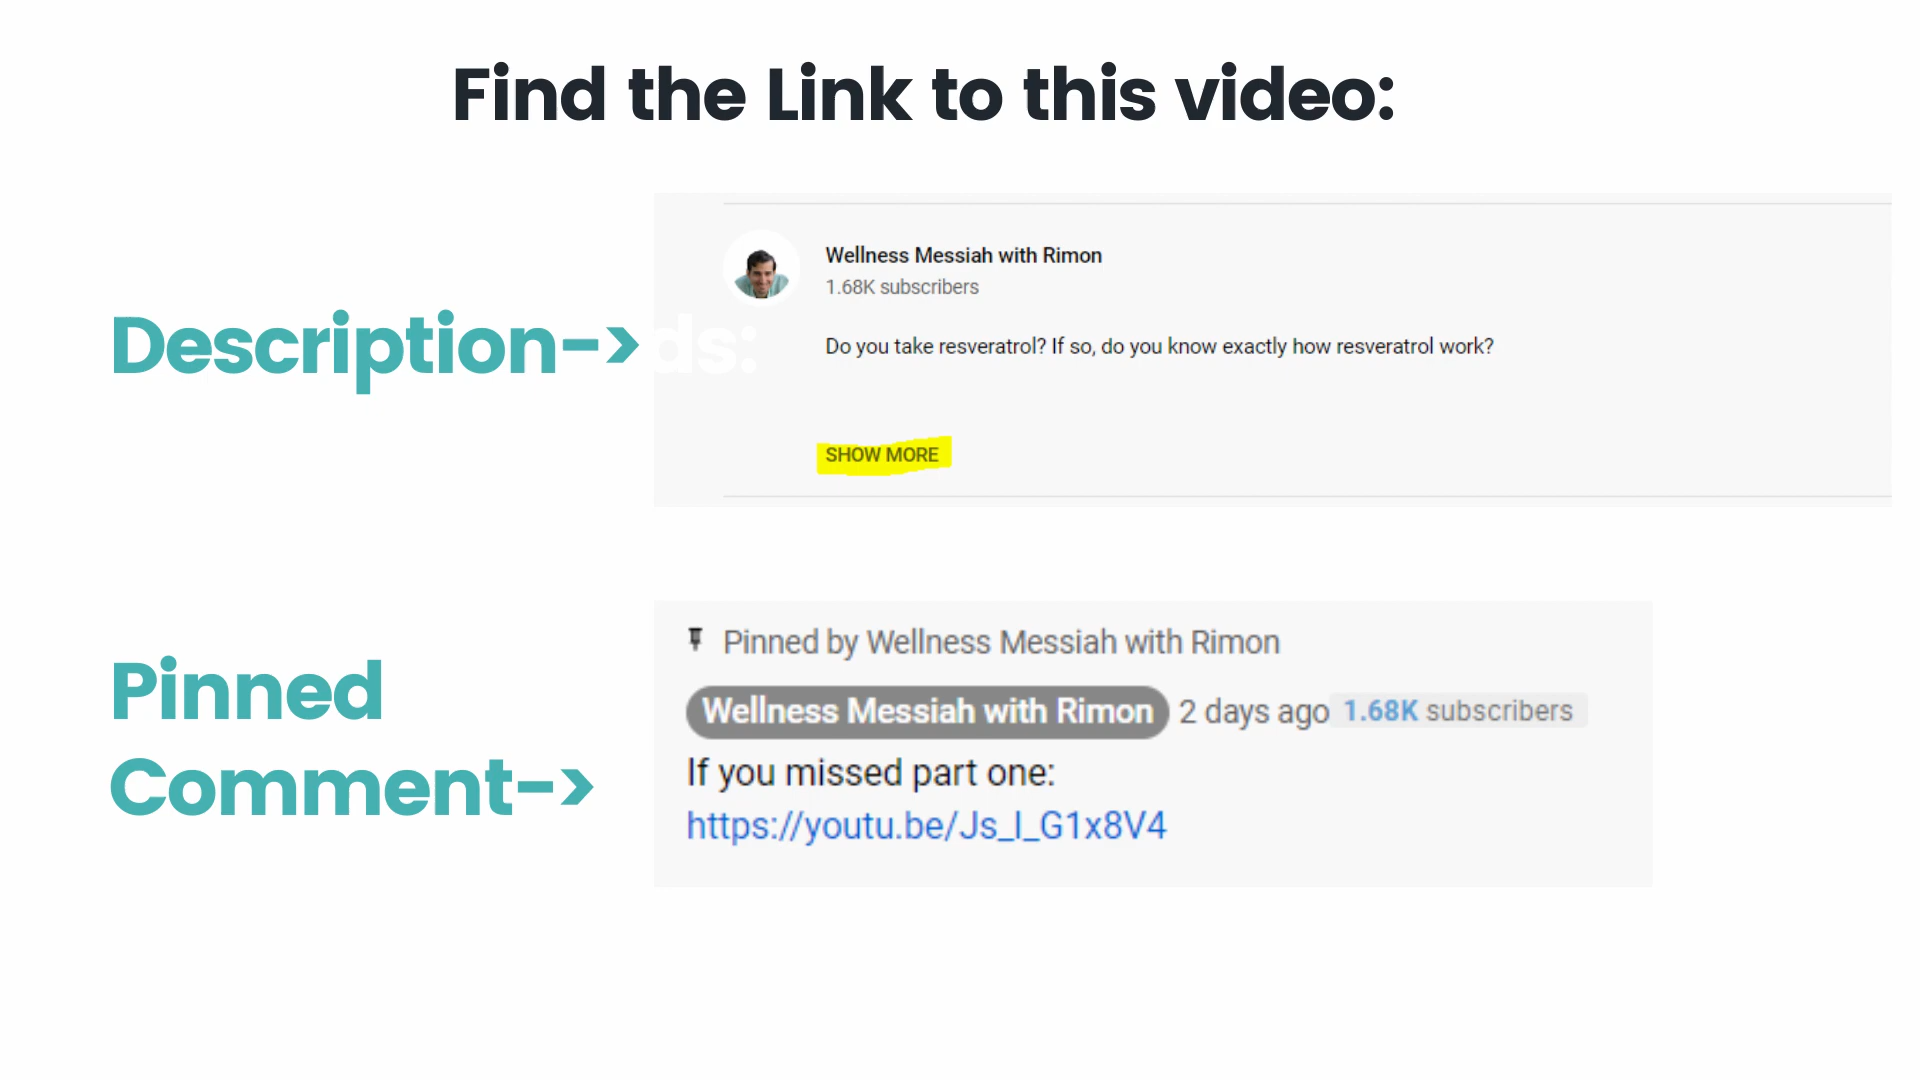 Find the Link to this video:
Wellness Messiah with Rimon
1.68K subscribers
Description->
ds:
Do you take resveratrol? If so, do you know exactly how resveratrol work?
SHOW MORE
Pinned by Wellness Messiah with Rimon
Pinned
Comment->
Wellness Messiah with Rimon 2 days ago 1.68K subscribers
If you missed part one:
https://youtu.be/Js_l_G1x8V4